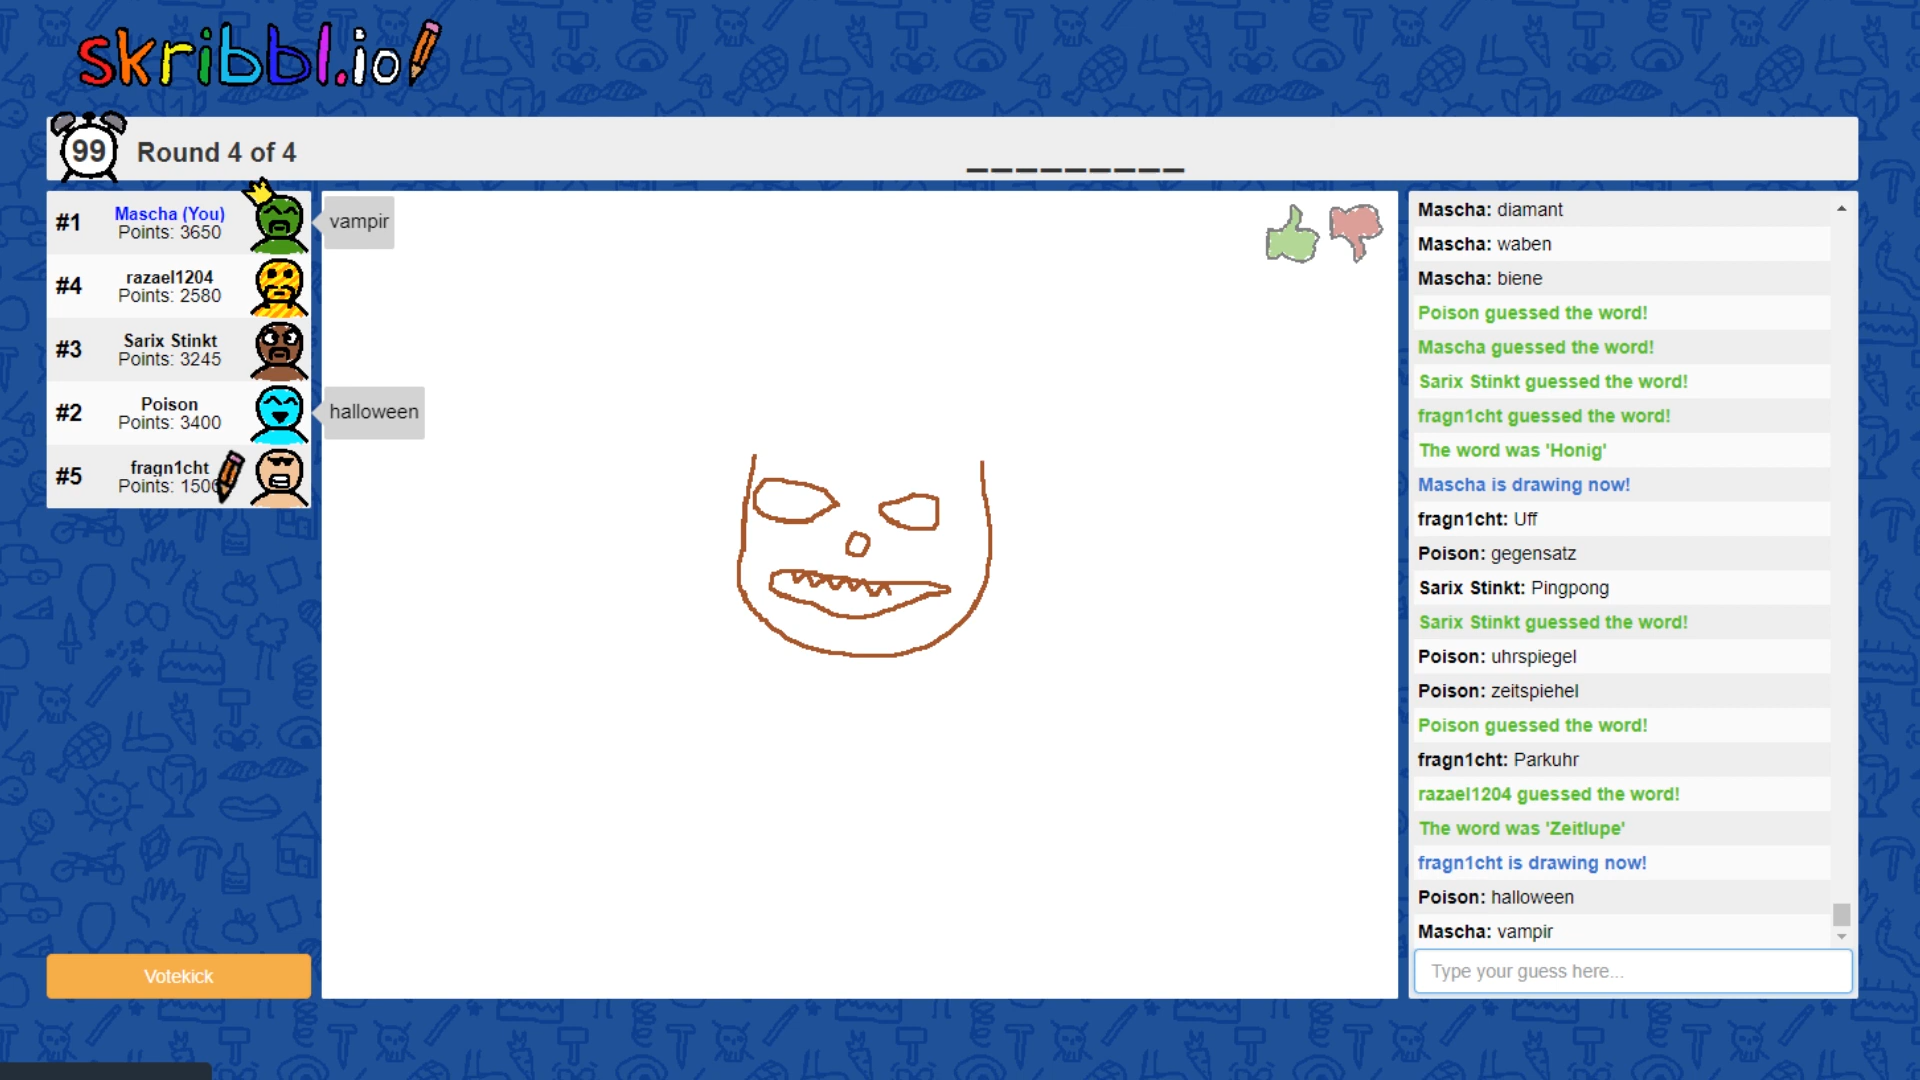 skribbl.io
99
Round 4 of 4
_________
#1
Mascha (You)
Points: 3650
vampir
#4
razael1204
Points: 2580
#3
Sarix Stinkt
Points: 3245
#2
Poison
Points: 3400
halloween
#5
fragn1cht
Points: 1500
Votekick
Mascha: diamant
Mascha: waben
Mascha: biene
Poison guessed the word!
Mascha guessed the word!
Sarix Stinkt guessed the word!
fragn1cht guessed the word!
The word was 'Honig'
Mascha is drawing now!
fragn1cht: Uff
Poison: gegensatz
Sarix Stinkt: Pingpong
Sarix Stinkt guessed the word!
Poison: uhrspiegel
Poison: zeitspiehel
Poison guessed the word!
fragn1cht: Parkuhr
razael1204 guessed the word!
The word was 'Zeitlupe'
fragn1cht is drawing now!
Poison: halloween
Mascha: vampir
Type your guess here...